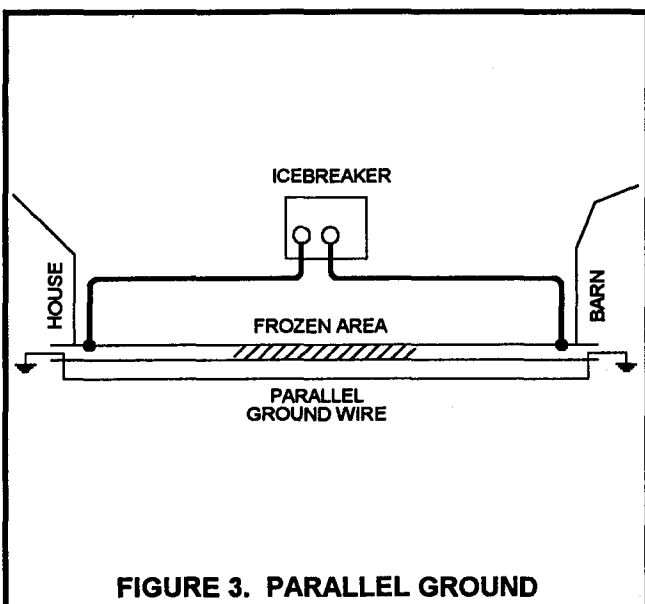 ICEBREAKER
HOUSE
BARN
FROZEN AREA
PARALLEL
GROUND WIRE
FIGURE 3. PARALLEL GROUND